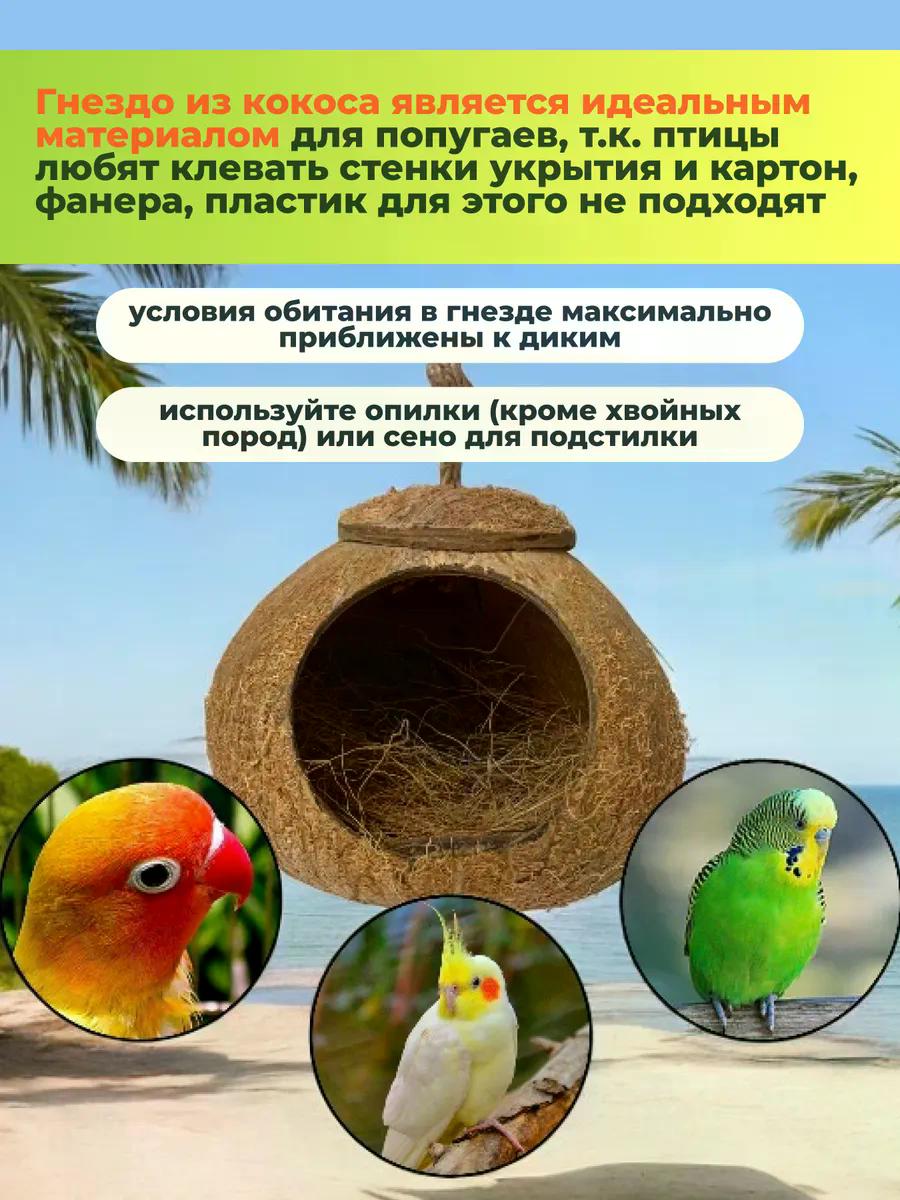 Гнездо из кокоса является идеальным
материалом для попугаев, т.к. птицы
любят клевать стенки укрытия и картон,
фанера, пластик для этого не подходят
условия обитания в гнезде максимально
приближены к диким
используйте опилки (кроме хвойных
пород) или сено для подстилки